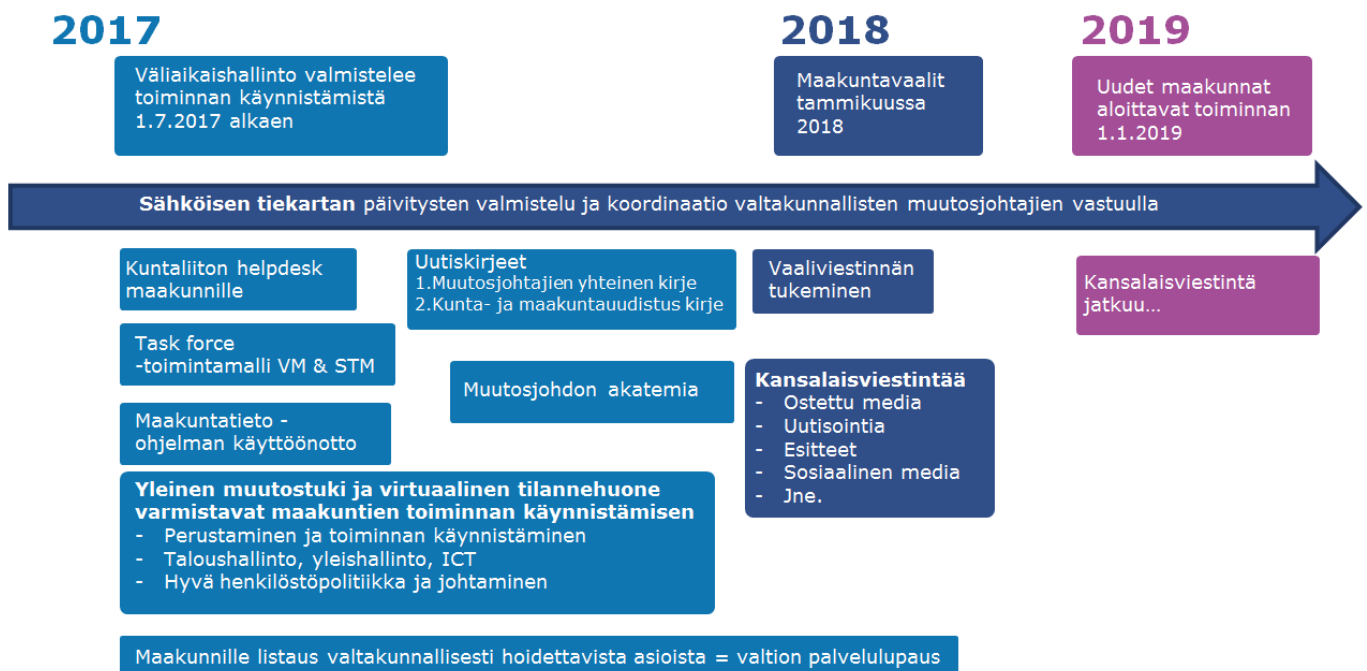 2017
2018
2019
Väliaikaishallinto valmistelee
toiminnan käynnistämistä
1.7.2017 alkaen
Maakuntavaalit
tammikuussa
2018
Uudet maakunnat
aloittavat toiminnan
1.1.2019
Sähköisen tiekartan päivitysten valmistelu ja koordinaatio valtakunnallisten muutosjohtajien vastuulla
Kuntaliiton helpdesk
maakunnille
Uutiskirjeet
1.Muutosjohtajien yhteinen kirje
2.Kunta- ja maakuntauudistus kirje
Vaaliviestinnän
tukeminen
Kansalaisviestintä
jatkuu…
Task force
-toimintamalli VM & STM
Muutosjohdon akatemia
Kansalaisviestintää
- Ostettu media
- Uutisointia
- Esitteet
- Sosiaalinen media
- Jne.
Maakuntatieto -
ohjelman käyttöönotto
Yleinen muutostuki ja virtuaalinen tilannehuone
varmistavat maakuntien toiminnan käynnistämisen
- Perustaminen ja toiminnan käynnistäminen
- Taloushallinto, yleishallinto, ICT
- Hyvä henkilöstöpolitiikka ja johtaminen
Maakunnille listaus valtakunnallisesti hoidettavista asioista = valtion palvelulupaus